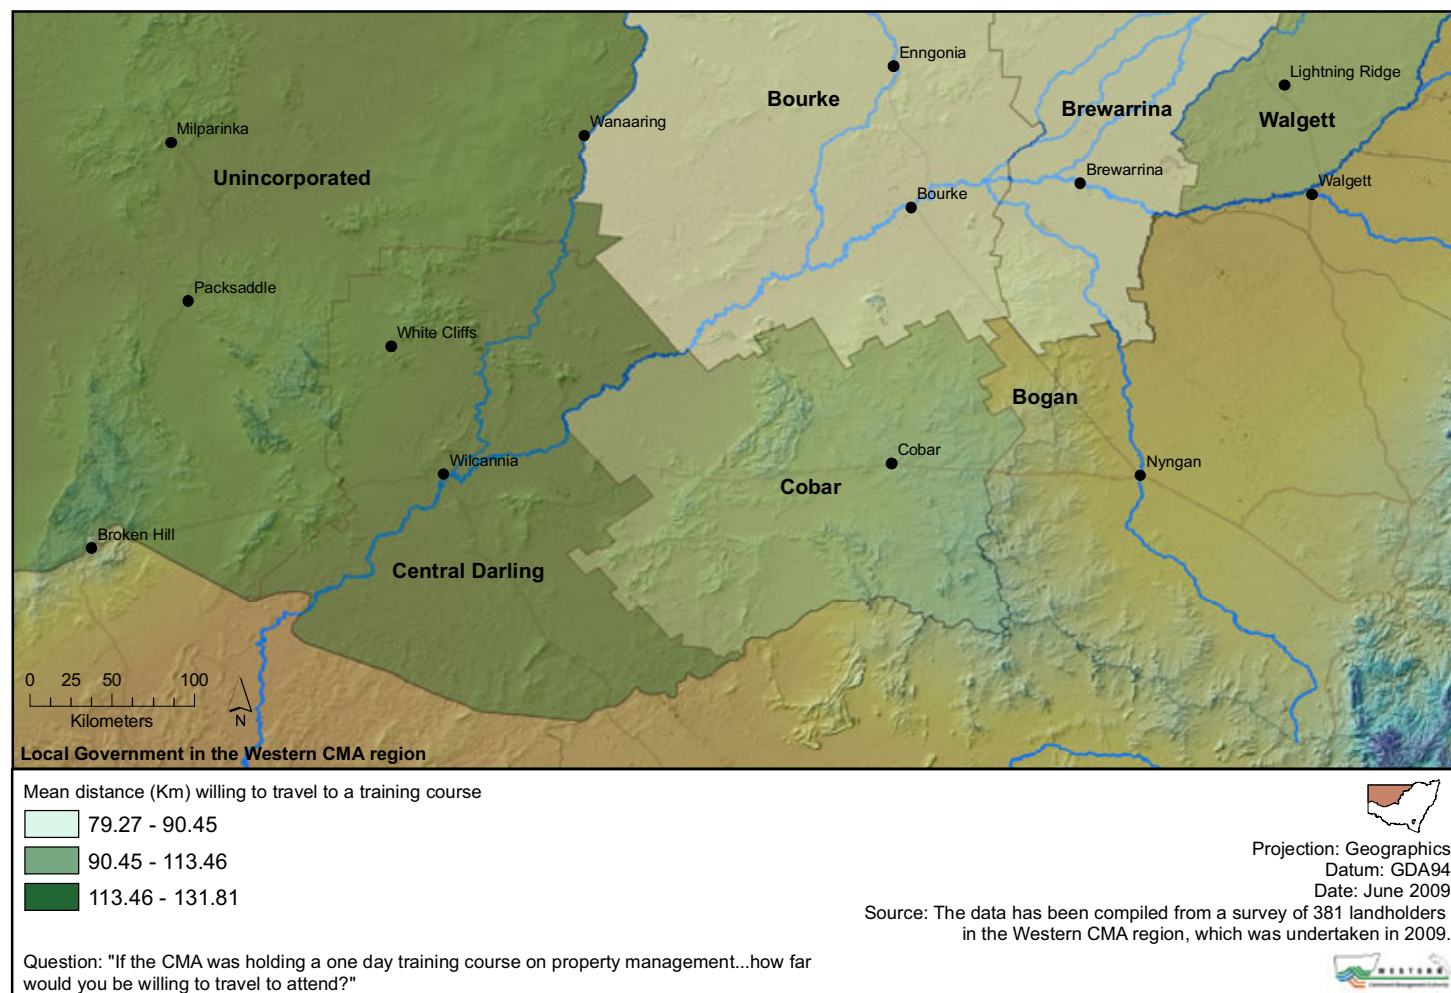 Enngonia
Bourke
Lightning Ridge
Brewarrina
Walgett
Milparinka
Wanaaring
Unincorporated
Brewarrina
Walgett
Bourke
Packsaddle
White Cliffs
Bogan
Wilcannia
Cobar
Nyngan
Cobar
Broken Hill
Central Darling
0 25 50 100
Kilometers
N
Local Government in the Western CMA region
Mean distance (Km) willing to travel to a training course
79.27 - 90.45
90.45 - 113.46
113.46 - 131.81
Projection: Geographics
Datum: GDA94
Date: June 2009
Source: The data has been compiled from a survey of 381 landholders
in the Western CMA region, which was undertaken in 2009.
Question: "If the CMA was holding a one day training course on property management...how far
would you be willing to travel to attend?"
WESTERN
Catchment Management Authority